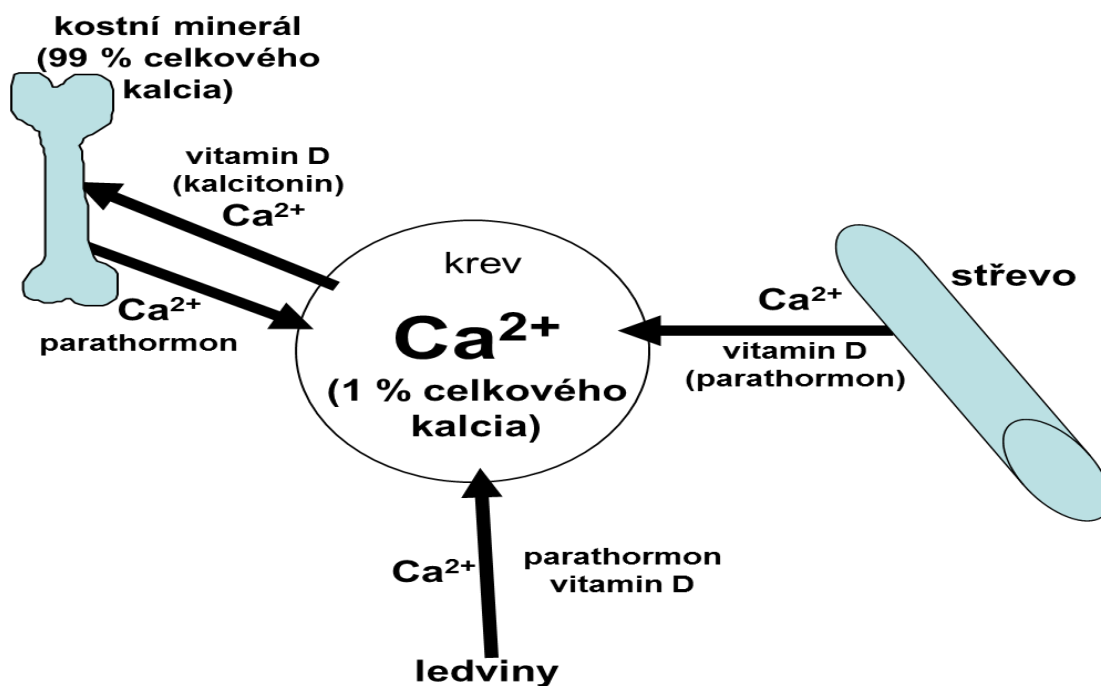 kostní minerál
(99 % celkového
kalcia)
vitamin D
(kalcitonin)
Ca²⁺
Ca²⁺
parathormon
krev
Ca²⁺
(1 % celkového
kalcia)
střevo
Ca²⁺
vitamin D
(parathormon)
Ca²⁺
parathormon
vitamin D
ledviny